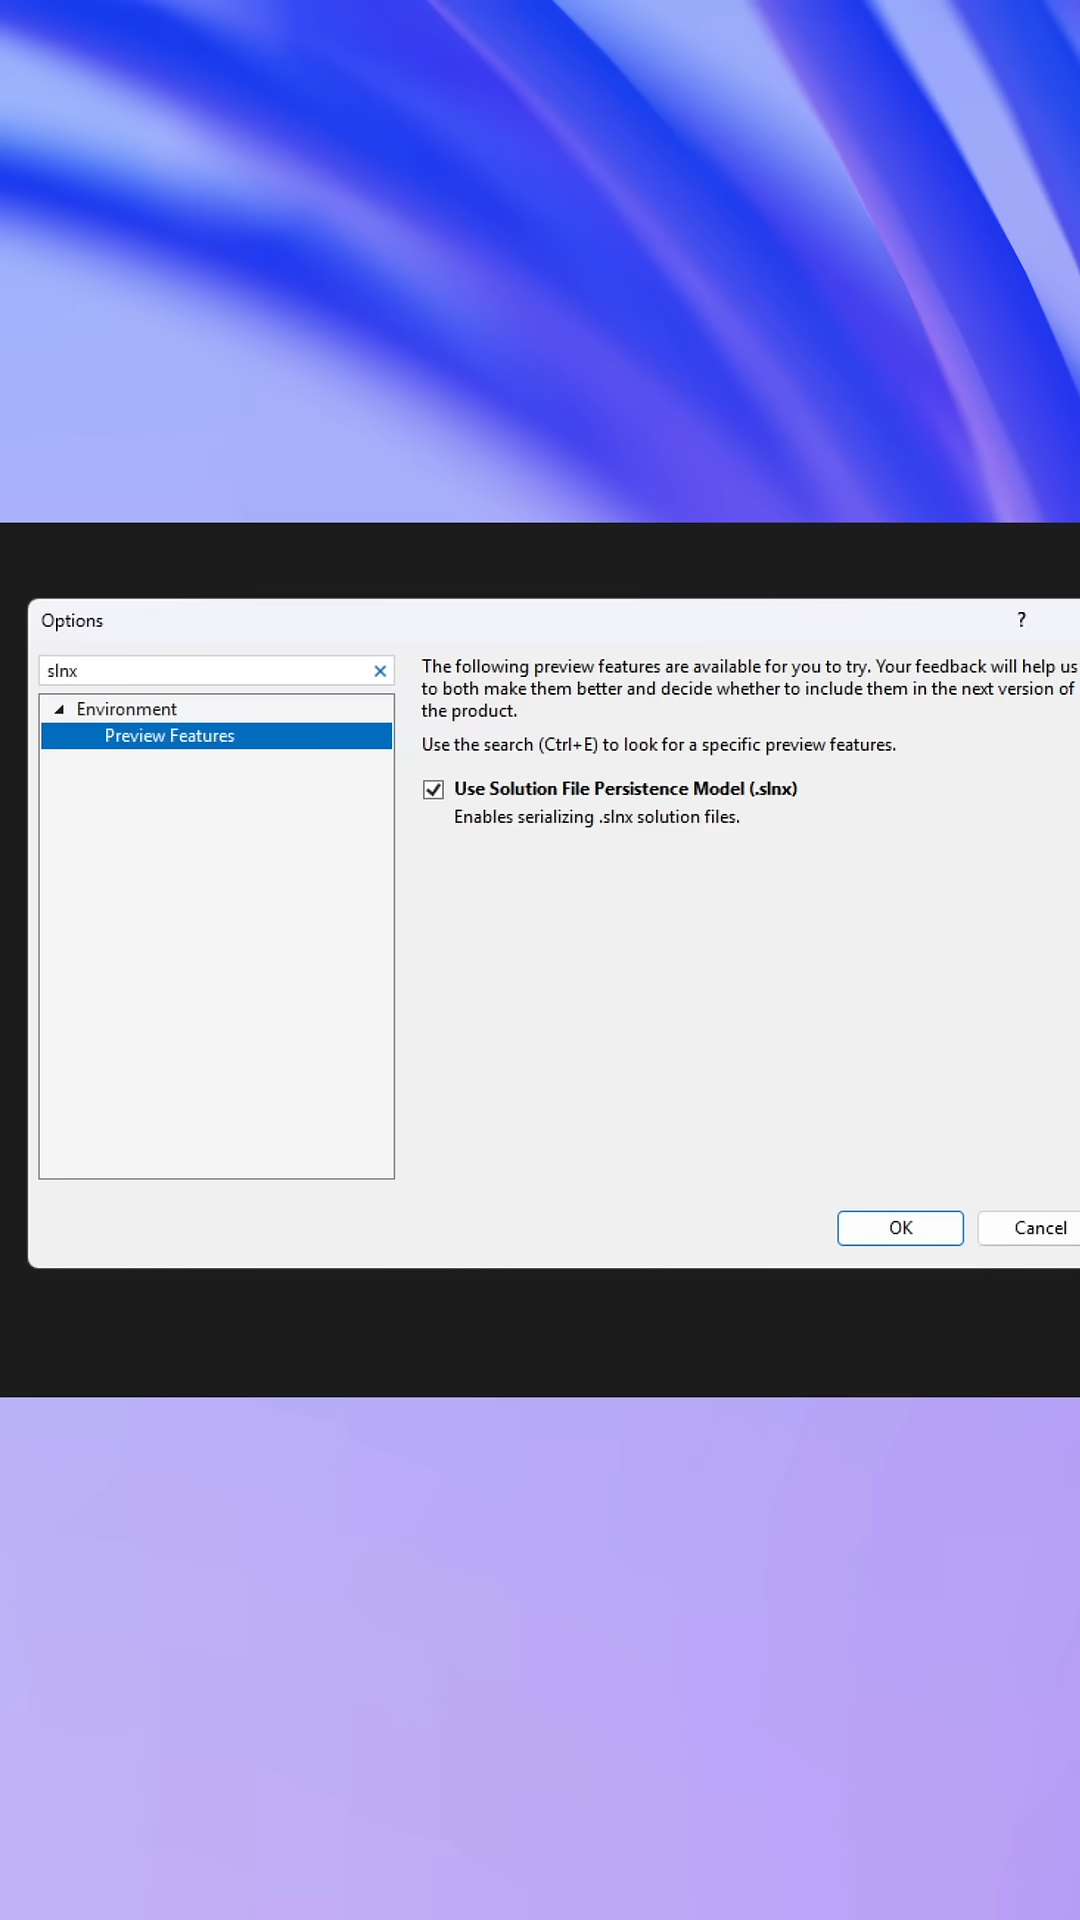 Options
?
slnx
Environment
Preview Features
The following preview features are available for you to try. Your feedback will help us
to both make them better and decide whether to include them in the next version of
the product.
Use the search (Ctrl+E) to look for a specific preview features.
Use Solution File Persistence Model (.slnx)
Enables serializing .slnx solution files.
OK
Cancel